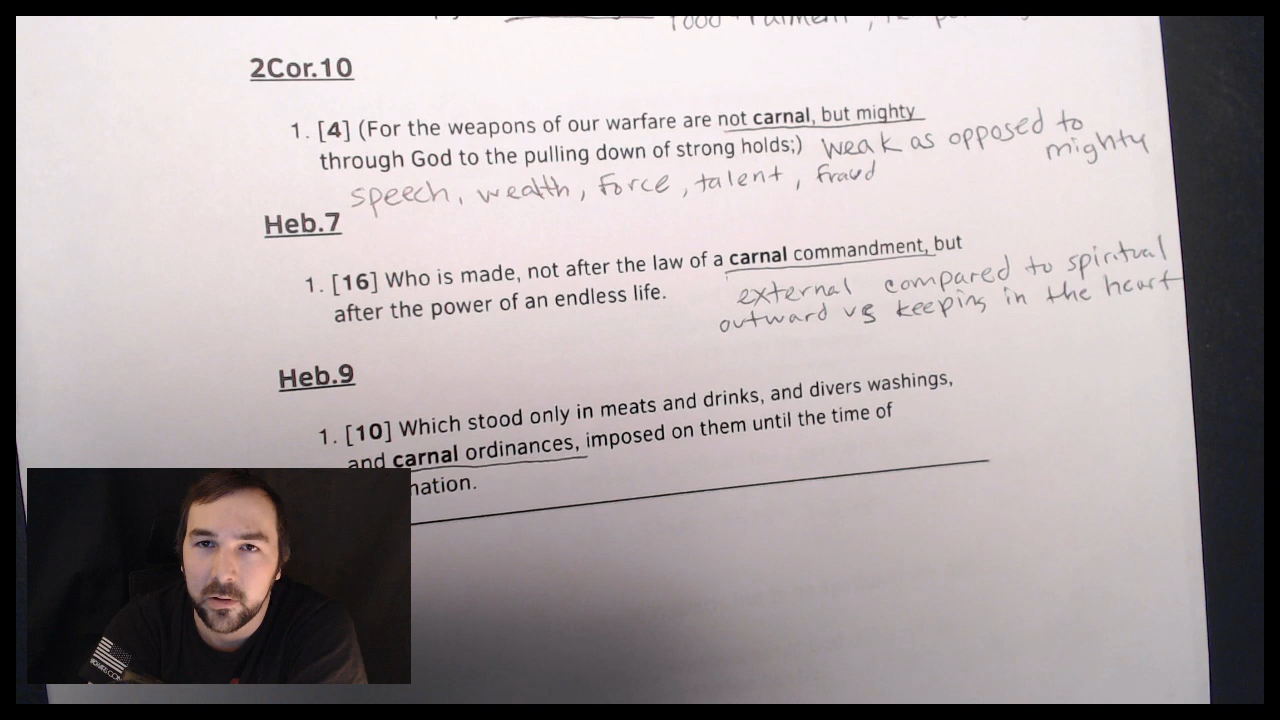 food + raiment,
2Cor.10
1. [4] (For the weapons of our warfare are not carnal, but mighty
through God to the pulling down of strong holds;) weak as opposed to
mighty
speech, wealth, force, talent, fraud
Heb.7
1. [16] Who is made, not after the law of a carnal commandment, but
after the power of an endless life.
external compared to spiritual
outward vs keeping in the heart
Heb.9
1. [10] Which stood only in meats and drinks, and divers washings,
and carnal ordinances, imposed on them until the time of
mation.